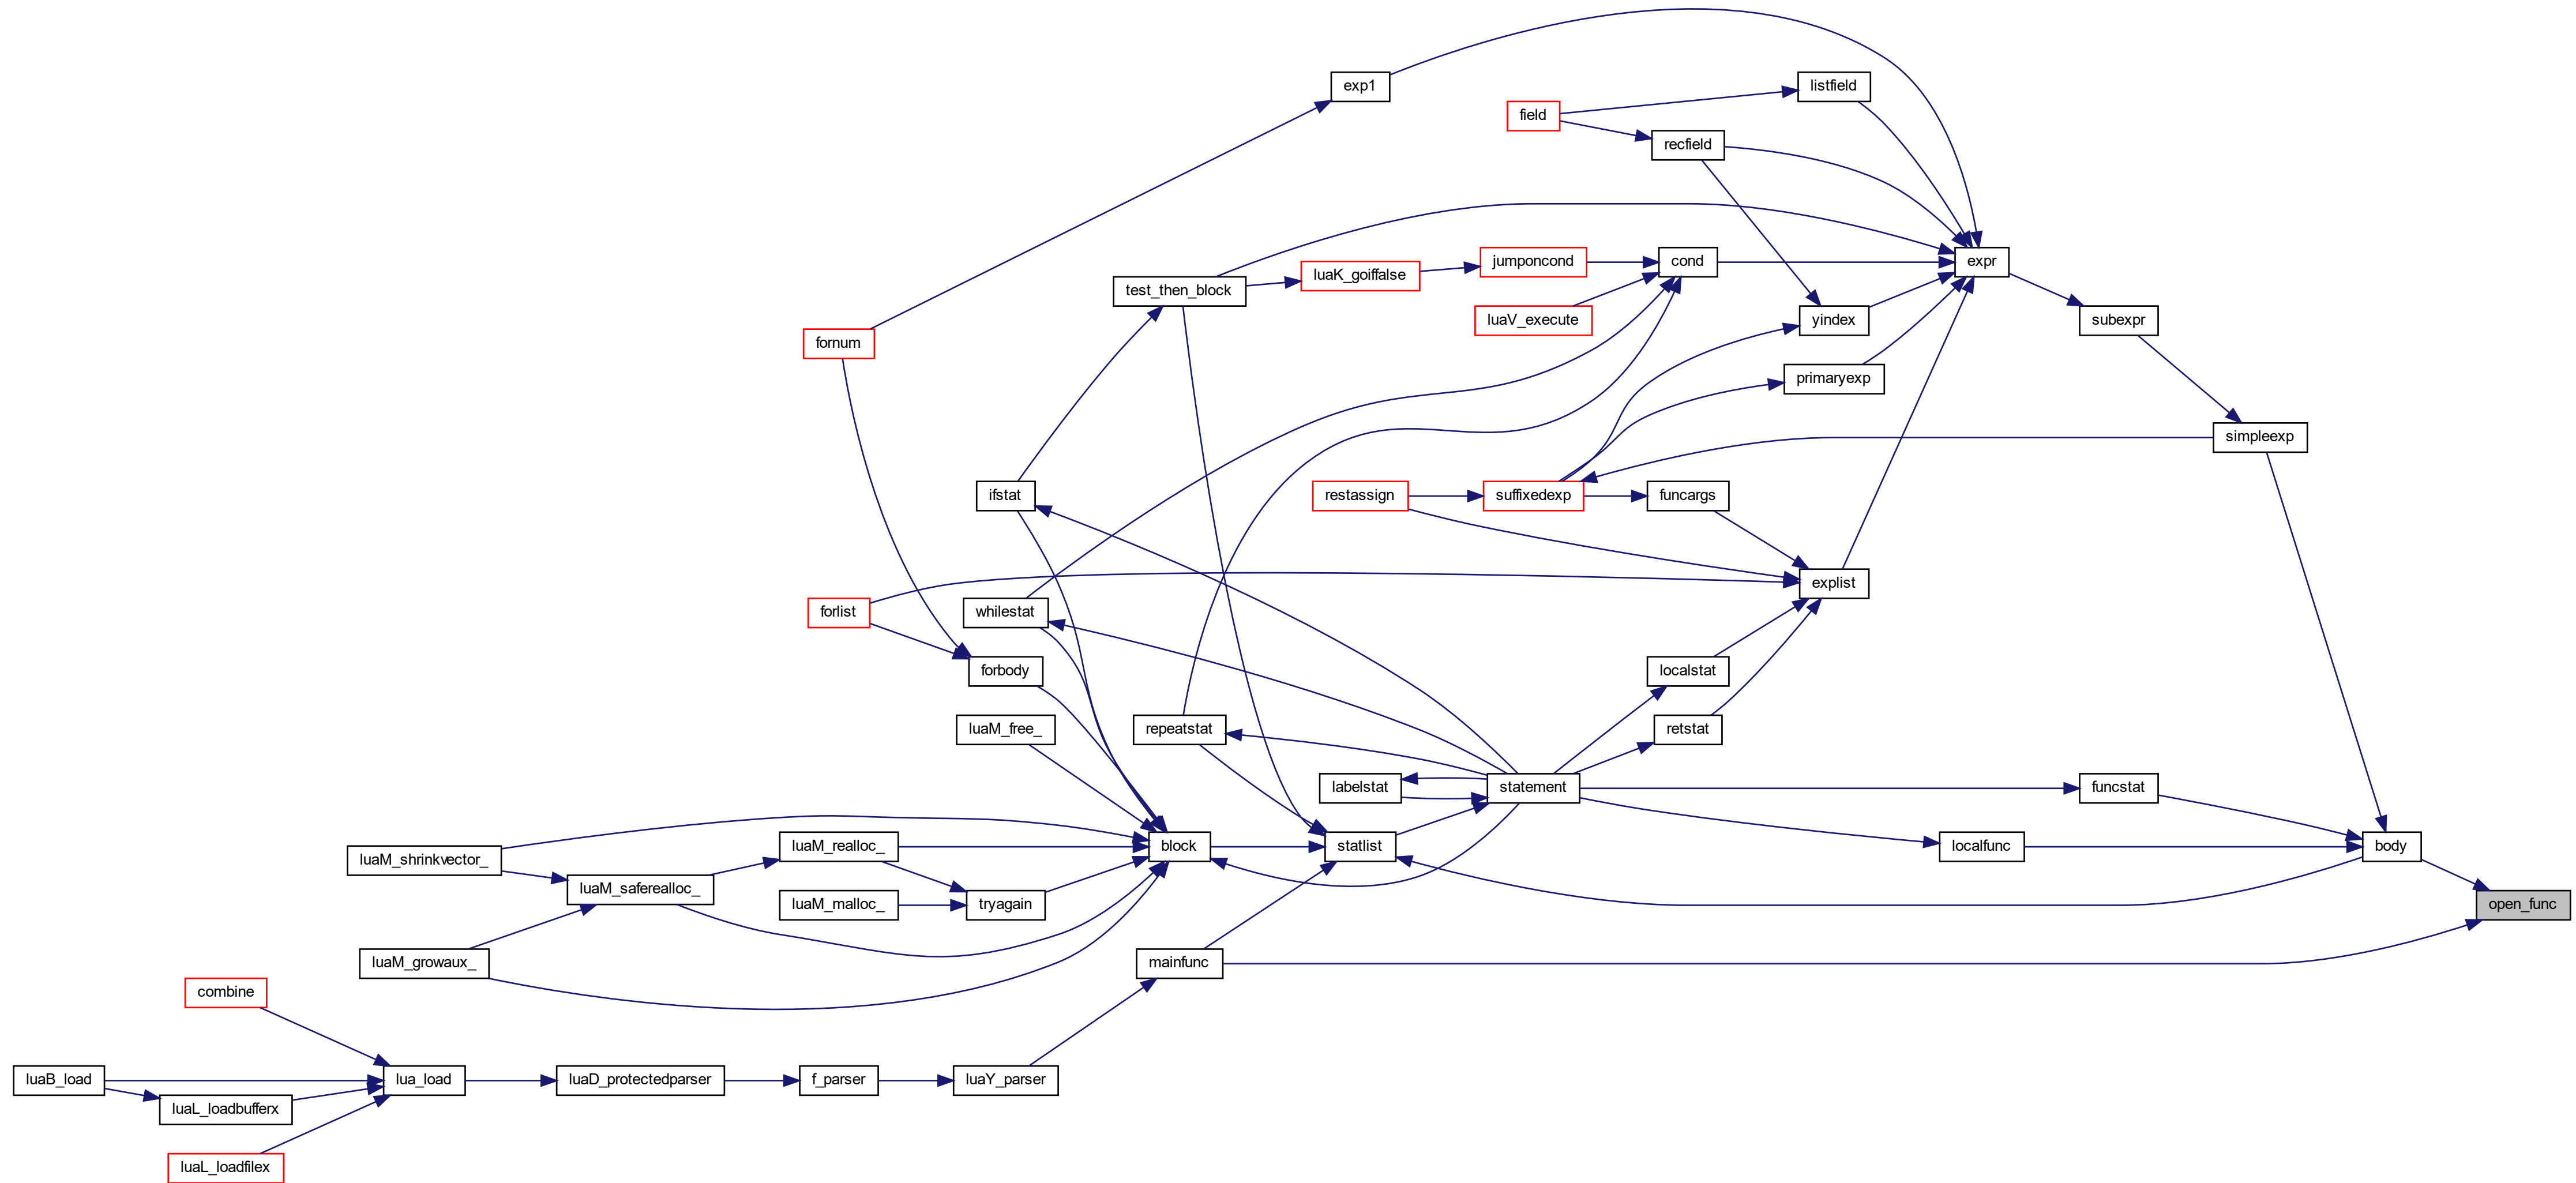 exp1
listfield
field
recfield
expr
cond
jumponcond
luaK_goiffalse
test_then_block
luaV_execute
yindex
subexpr
fornum
primaryexp
simpleexp
ifstat
restassign
suffixedexp
funcargs
explist
forlist
whilestat
forbody
localstat
luaM_free_
repeatstat
retstat
labelstat
statement
funcstat
luaM_shrinkvector_
luaM_realloc_
block
statlist
localfunc
body
luaM_saferealloc_
luaM_malloc_
tryagain
open_func
luaM_growaux_
mainfunc
combine
luaB_load
lua_load
luaD_protectedparser
f_parser
luaY_parser
luaL_loadbufferx
luaL_loadfilex